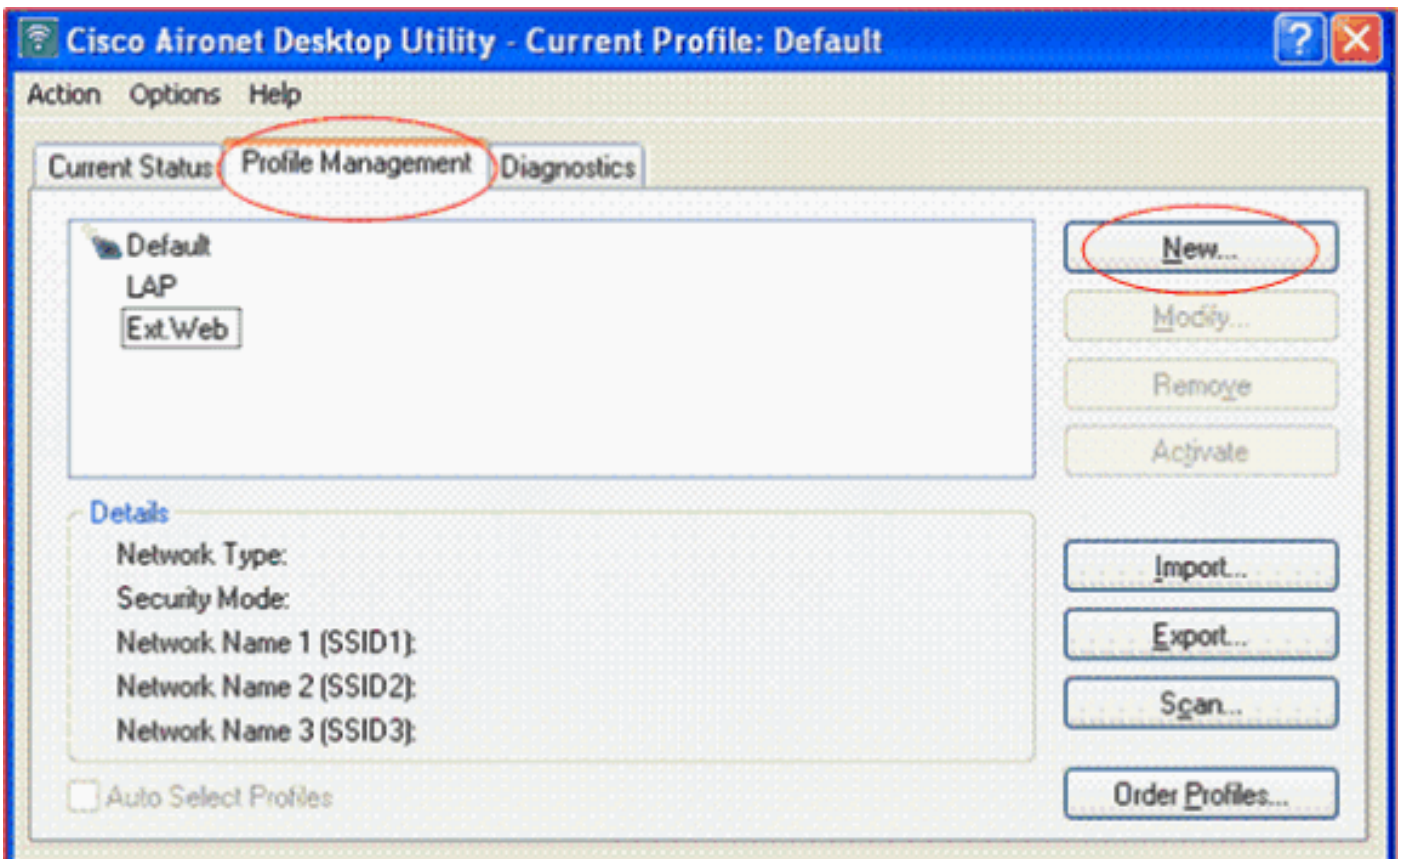 Cisco Aironet Desktop Utility - Current Profile: Default
Action Options Help
Current Status Profile Management Diagnostics
Default
LAP
Ext.Web
New...
Modify...
Remove
Activate
Details
Network Type:
Security Mode:
Network Name 1 (SSID1):
Network Name 2 (SSID2):
Network Name 3 (SSID3):
Import...
Export...
Scan...
Auto Select Profiles
Order Profiles...